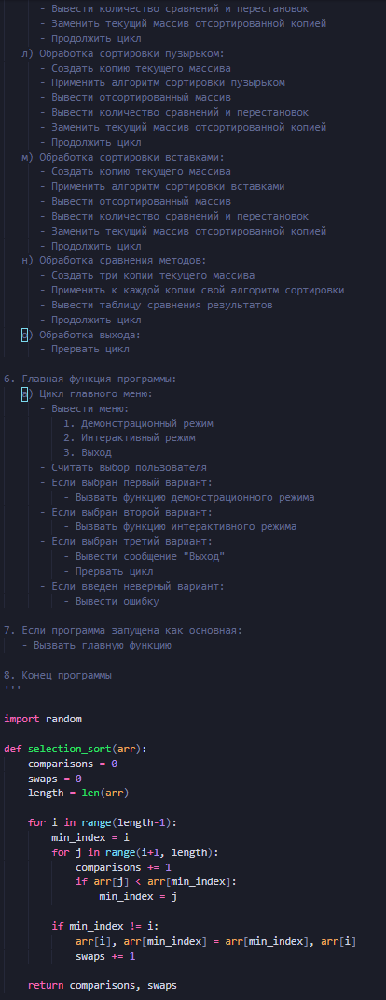 - Вывести количество сравнений и перестановок
- Заменить текущий массив отсортированной копией
- Продолжить цикл
л) Обработка сортировки пузырьком:
- Создать копию текущего массива
- Применить алгоритм сортировки пузырьком
- Вывести отсортированный массив
- Вывести количество сравнений и перестановок
- Заменить текущий массив отсортированной копией
- Продолжить цикл
м) Обработка сортировки вставками:
- Создать копию текущего массива
- Применить алгоритм сортировки вставками
- Вывести отсортированный массив
- Вывести количество сравнений и перестановок
- Заменить текущий массив отсортированной копией
- Продолжить цикл
н) Обработка сравнения методов:
- Создать три копии текущего массива
- Применить к каждой копии свой алгоритм сортировки
- Вывести таблицу сравнения результатов
- Продолжить цикл
о) Обработка выхода:
- Прервать цикл
6. Главная функция программы:
а) Цикл главного меню:
- Вывести меню:
1. Демонстрационный режим
2. Интерактивный режим
3. Выход
- Считать выбор пользователя
- Если выбран первый вариант:
- Вызвать функцию демонстрационного режима
- Если выбран второй вариант:
- Вызвать функцию интерактивного режима
- Если выбран третий вариант:
- Вывести сообщение "Выход"
- Прервать цикл
- Если введен неверный вариант:
- Вывести ошибку
7. Если программа запущена как основная:
- Вызвать главную функцию
8. Конец программы
'''
import random
def selection_sort(arr):
comparisons = 0
swaps = 0
length = len(arr)
for i in range(length-1):
min_index = i
for j in range(i+1, length):
comparisons += 1
if arr[j] < arr[min_index]:
min_index = j
if min_index != i:
arr[i], arr[min_index] = arr[min_index], arr[i]
swaps += 1
return comparisons, swaps